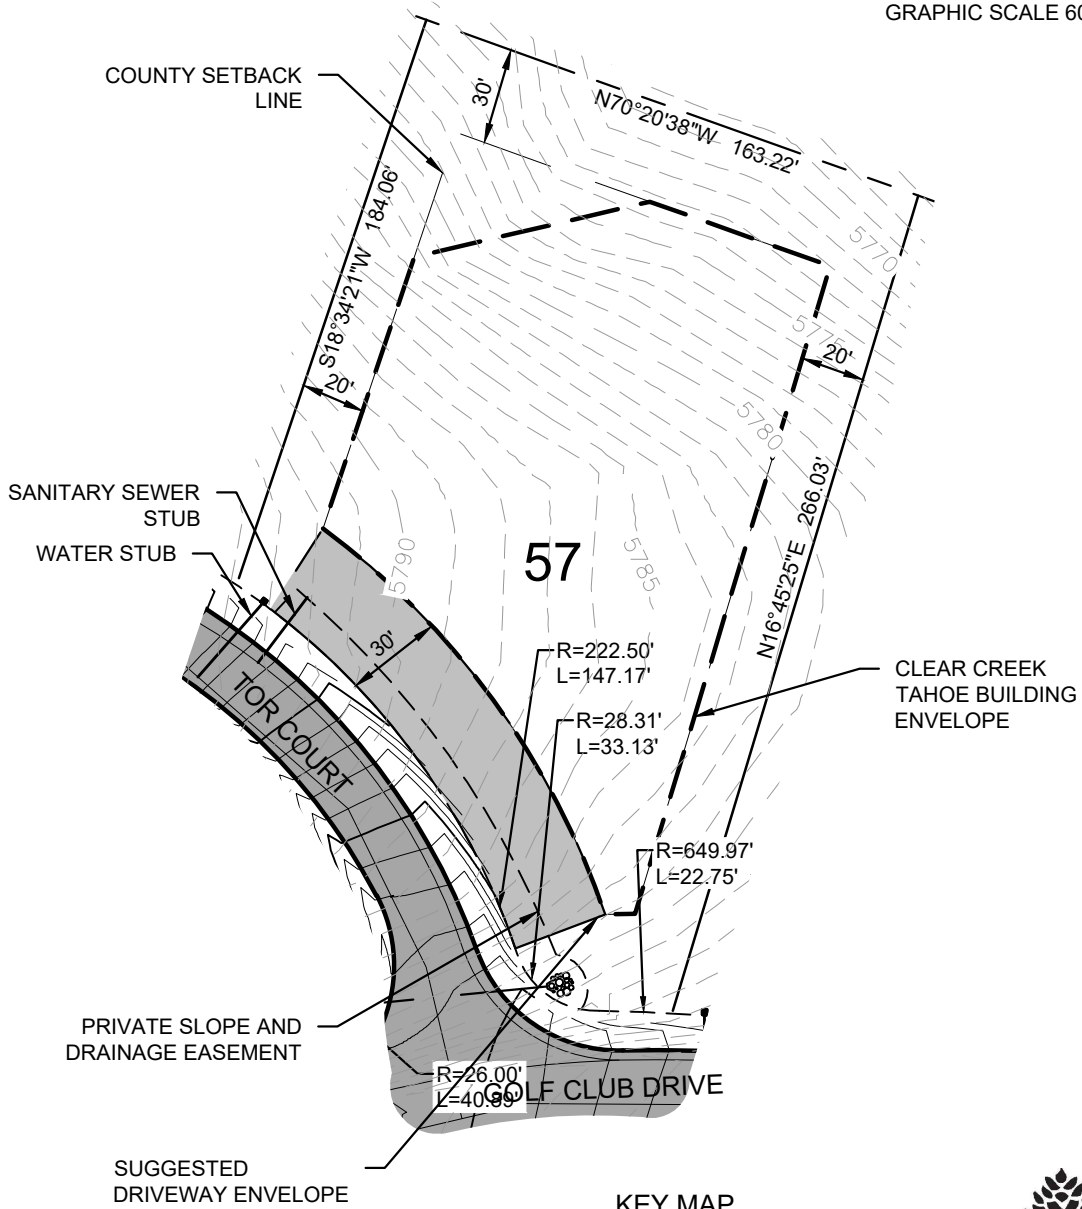 GRAPHIC SCALE 60
COUNTY SETBACK
LINE
30'
N70°20'38"W 163.22'
S18°34'21"W 184.06'
20'
5770
5775
20'
5780
N16°45'25"E 266.03'
SANITARY SEWER
STUB
WATER STUB
5790
57
5785
30'
R=222.50'
L=147.17'
R=28.31'
L=33.13'
CLEAR CREEK
TAHOE BUILDING
ENVELOPE
TOR COURT
R=649.97'
L=22.75'
PRIVATE SLOPE AND
DRAINAGE EASEMENT
R=26.00'
L=40.89'
GOLF CLUB DRIVE
SUGGESTED
DRIVEWAY ENVELOPE
KEY MAP